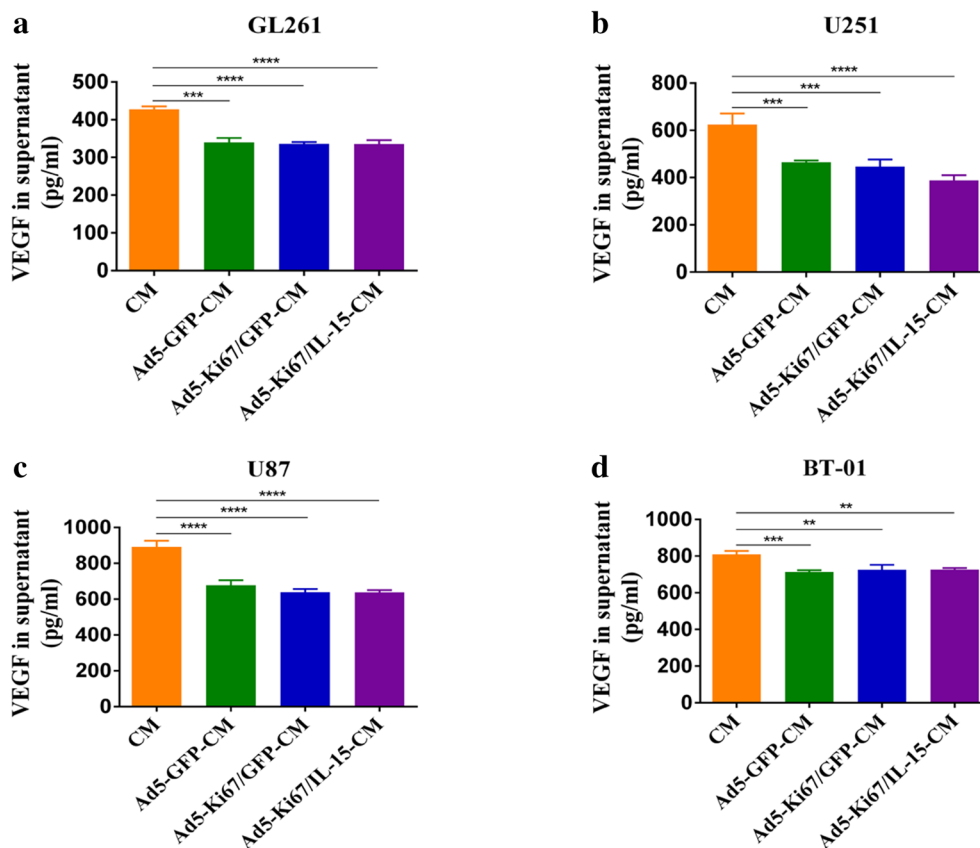 a
GL261
VEGF in supernatant
(pg/ml)
500
400
300
200
100
0
****
****
***
CM
Ad5-GFP-CM
Ad5-Ki67/GFP-CM
Ad5-Ki67/IL-15-CM
b
U251
VEGF in supernatant
(pg/ml)
800
600
400
200
0
****
***
***
CM
Ad5-GFP-CM
Ad5-Ki67/GFP-CM
Ad5-Ki67/IL-15-CM
c
U87
VEGF in supernatant
(pg/ml)
1000
800
600
400
200
0
****
****
****
CM
Ad5-GFP-CM
Ad5-Ki67/GFP-CM
Ad5-Ki67/IL-15-CM
d
BT-01
VEGF in supernatant
(pg/ml)
1000
800
600
400
200
0
**
**
***
CM
Ad5-GFP-CM
Ad5-Ki67/GFP-CM
Ad5-Ki67/IL-15-CM